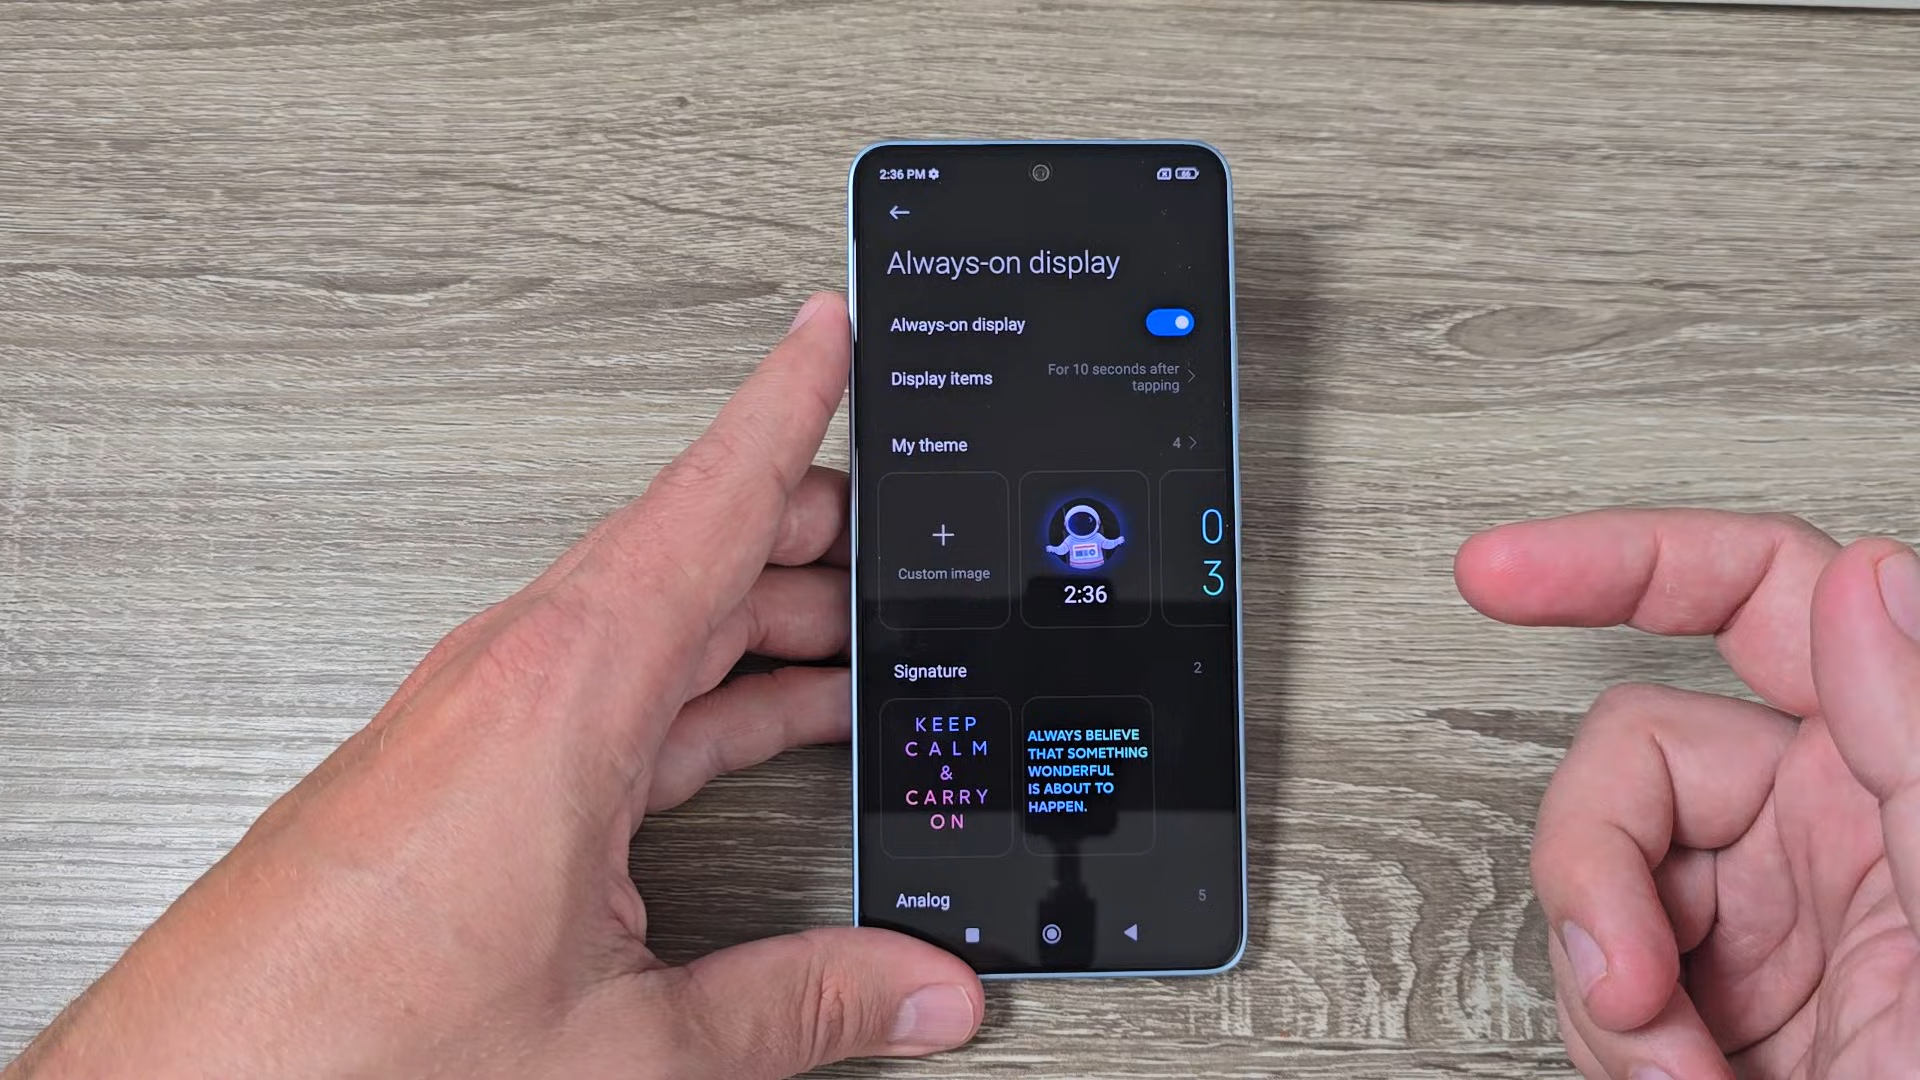 2:36 PM
66
Always-on display
Always-on display
Display items
For 10 seconds after
tapping
My theme
4
Custom image
2:36
0
3
Signature
2
KEEP
CALM
&
CARRY
ON
ALWAYS BELIEVE
THAT SOMETHING
WONDERFUL
IS ABOUT TO
HAPPEN.
Analog
5